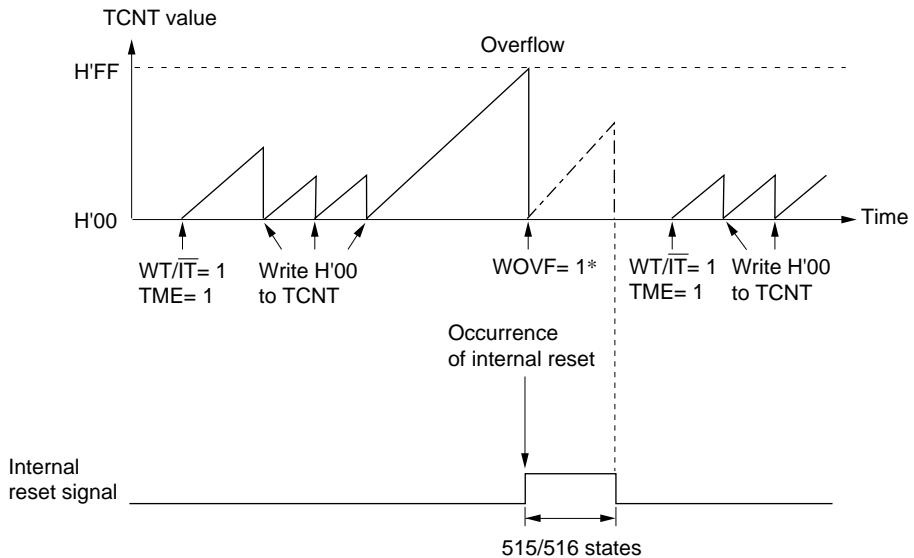 TCNT value
Overflow
H'FF
H'00
Time
WT/IT= 1
TME= 1
Write H'00
to TCNT
WOVF= 1*
WT/IT= 1
TME= 1
Write H'00
to TCNT
Occurrence
of internal reset
Internal
reset signal
515/516 states